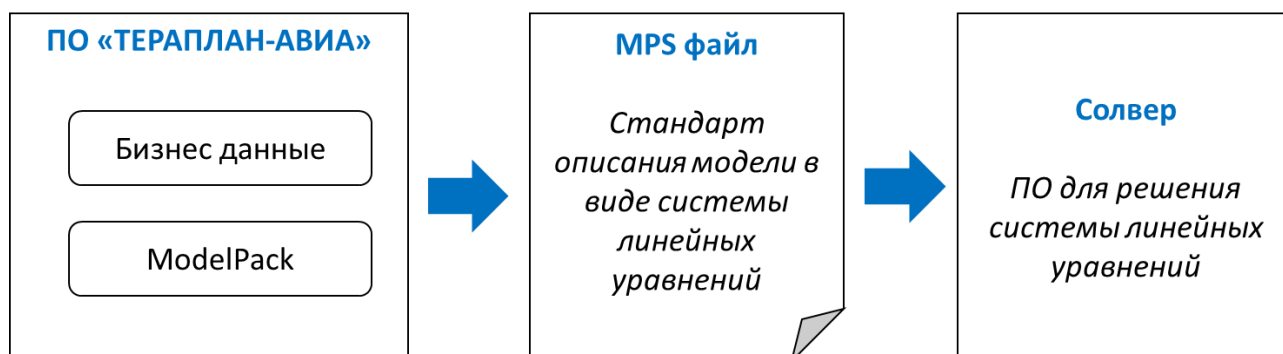 ПО «ТЕРАПЛАН-АВИА»
Бизнес данные
ModelPack
MPS файл
Стандарт
описания модели в
виде системы
линейных
уравнений
Солвер
ПО для решения
системы линейных
уравнений